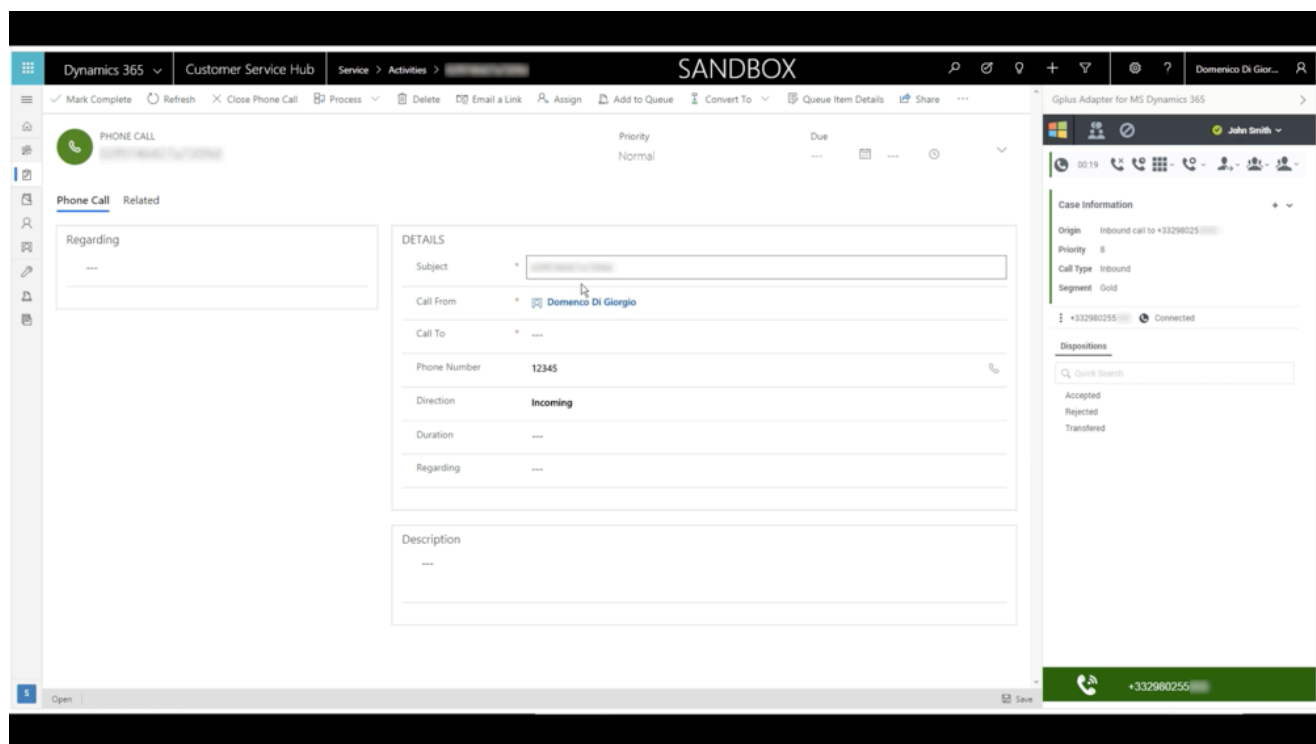 Dynamics 365
Customer Service Hub
Service > Activities >
SANDBOX
Domenico Di Gior...
Mark Complete
Refresh
Close Phone Call
Process
Delete
Email a Link
Assign
Add to Queue
Convert To
Queue Item Details
Share
...
Gplus Adapter for MS Dynamics 365
PHONE CALL
Priority
Normal
Due
---
---
John Smith
00:19
Phone Call
Related
Regarding
---
DETAILS
Subject *
Call From *
Domenco Di Giorgio
Call To *
---
Phone Number
12345
Direction
Incoming
Duration
---
Regarding
---
Description
---
Case Information
Origin Inbound call to +33298025
Priority 8
Call Type Inbound
Segment Gold
+332980255
Connected
Dispositions
Quick Search
Accepted
Rejected
Transfered
S
Open
Save
+332980255